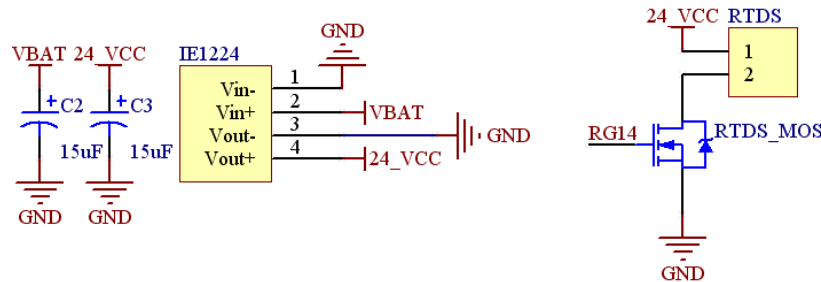 VBAT 24_VCC
C2
C3
15uF
15uF
GND
GND
IE1224
Vin- 1
Vin+ 2
Vout- 3
Vout+ 4
GND
VBAT
GND
24_VCC
24_VCC
RTDS
1
2
RG14
RTDS_MOS
GND